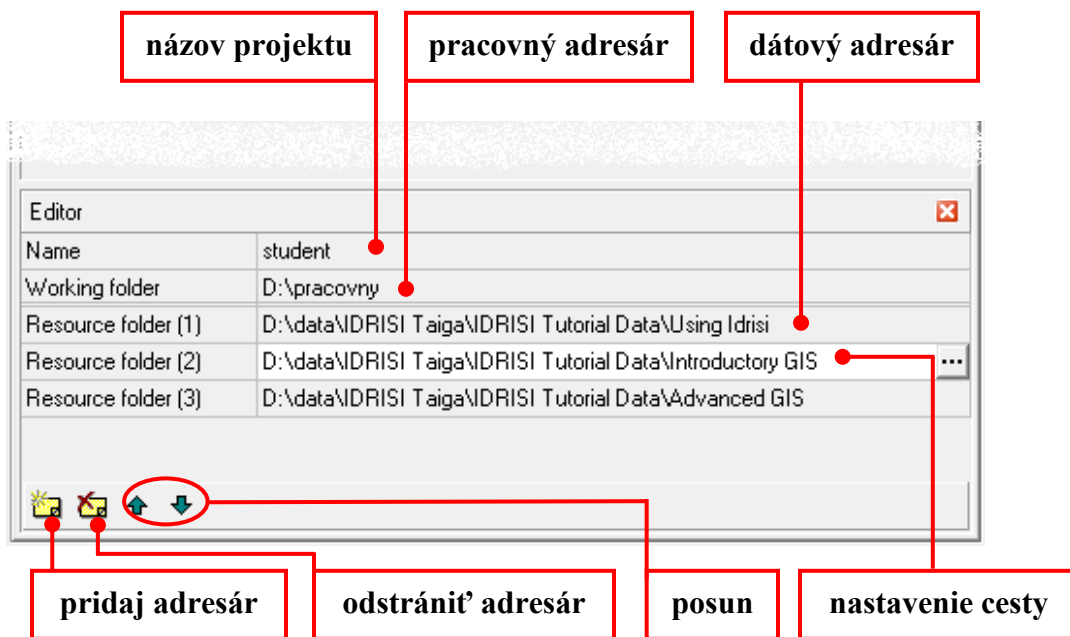 názov projektu pracovný adresár dátový adresár
Editor
Name student
Working folder D:\pracovny
Resource folder (1) D:\data\IDRISI Taiga\IDRISI Tutorial Data\Using Idrisi
Resource folder (2) D:\data\IDRISI Taiga\IDRISI Tutorial Data\Introductory GIS ...
Resource folder (3) D:\data\IDRISI Taiga\IDRISI Tutorial Data\Advanced GIS
pridaj adresár odstrániť adresár posun nastavenie cesty